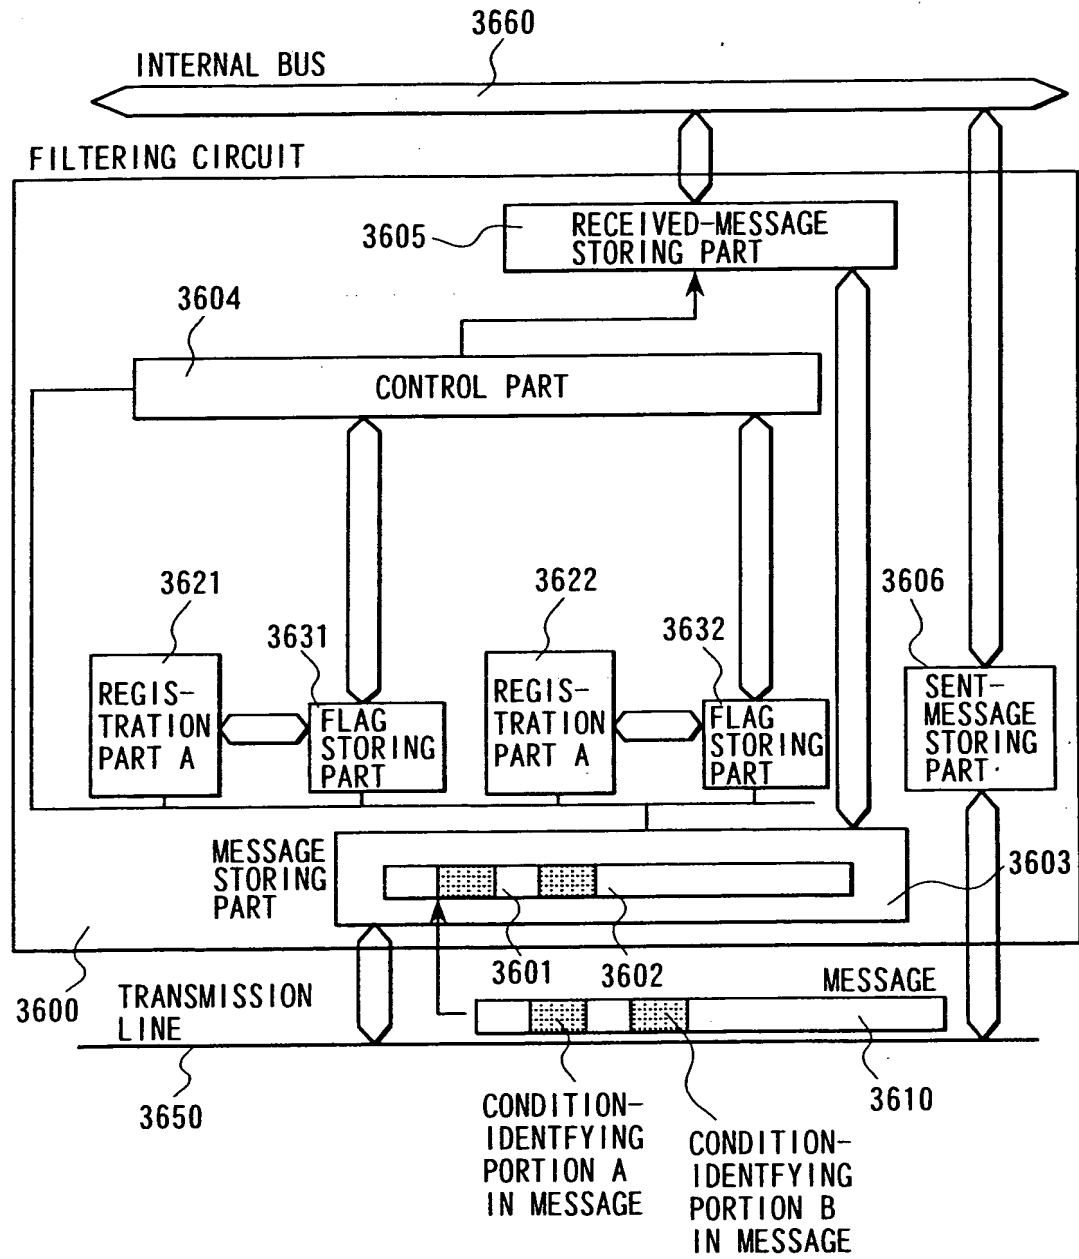 3660
INTERNAL BUS
FILTERING CIRCUIT
3605
RECEIVED-MESSAGE
STORING PART
3604
CONTROL PART
3621
3622
3606
3631
3632
REGIS-
TRATION
PART A
FLAG
STORING
PART
REGIS-
TRATION
PART A
FLAG
STORING
PART
SENT-
MESSAGE
STORING
PART
MESSAGE
STORING
PART
3603
3601
3602
MESSAGE
3600
TRANSMISSION
LINE
3650
3610
CONDITION-
IDENTFYING
PORTION A
IN MESSAGE
CONDITION-
IDENTFYING
PORTION B
IN MESSAGE